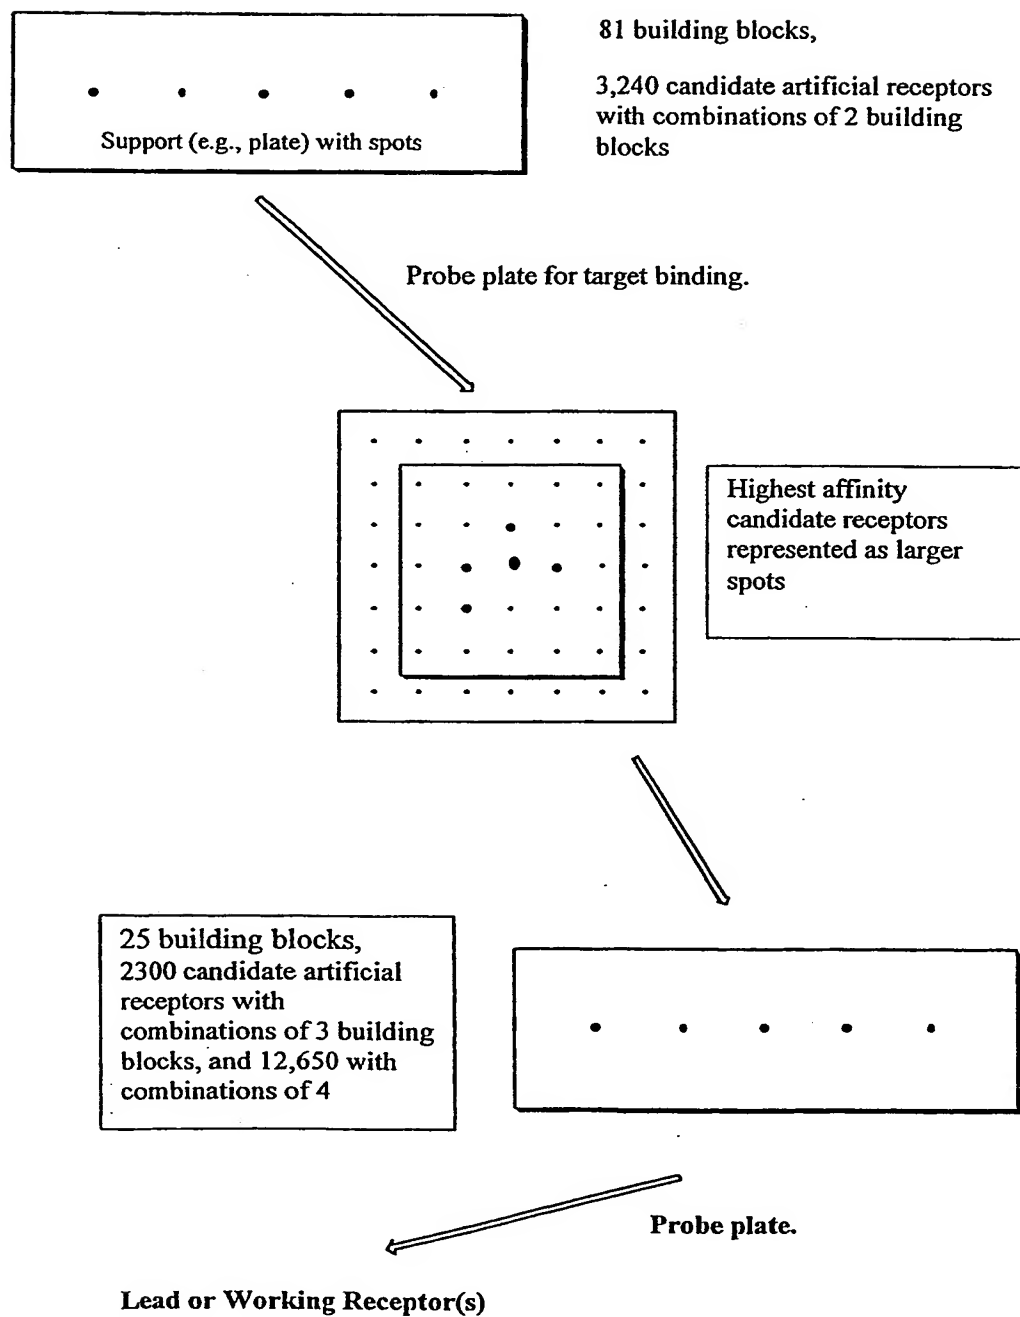 81 building blocks,
3,240 candidate artificial receptors
with combinations of 2 building
blocks
Support (e.g., plate) with spots
Probe plate for target binding.
Highest affinity
candidate receptors
represented as larger
spots
25 building blocks,
2300 candidate artificial
receptors with
combinations of 3 building
blocks, and 12,650 with
combinations of 4
Probe plate.
Lead or Working Receptor(s)